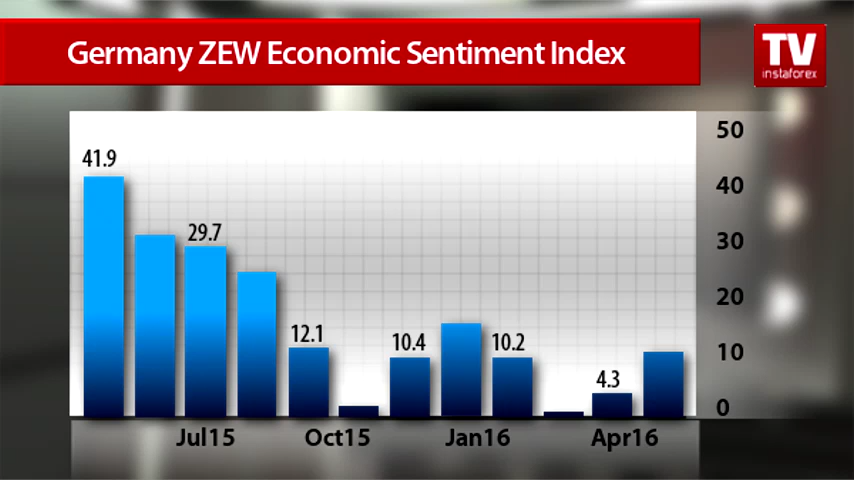 Germany ZEW Economic Sentiment Index
TV
instaforex
41.9
29.7
12.1
10.4
10.2
4.3
50
40
30
20
10
0
Jul15
Oct15
Jan16
Apr16